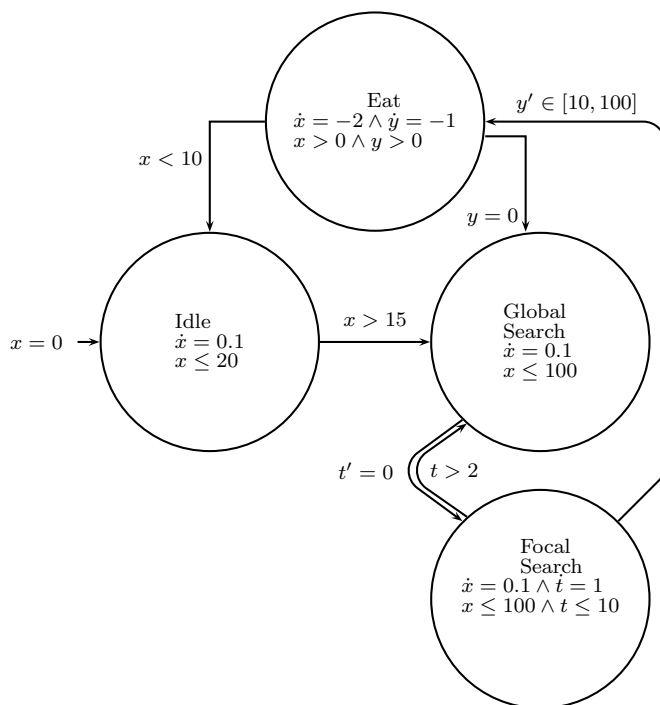 Eat
ẋ = −2 ∧ ẏ = −1
x > 0 ∧ y > 0
y′ ∈ [10, 100]
x < 10
y = 0
x = 0
Idle
ẋ = 0.1
x ≤ 20
x > 15
Global
Search
ẋ = 0.1
x ≤ 100
t′ = 0
t > 2
Focal
Search
ẋ = 0.1 ∧ ṫ = 1
x ≤ 100 ∧ t ≤ 10